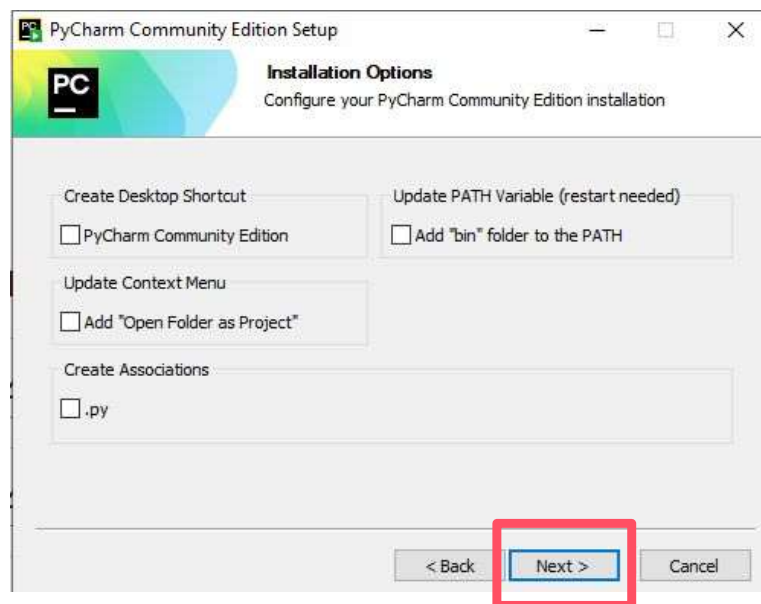 PyCharm Community Edition Setup
PC
Installation Options
Configure your PyCharm Community Edition installation
Create Desktop Shortcut
PyCharm Community Edition
Update PATH Variable (restart needed)
Add "bin" folder to the PATH
Update Context Menu
Add "Open Folder as Project"
Create Associations
.py
< Back
Next >
Cancel